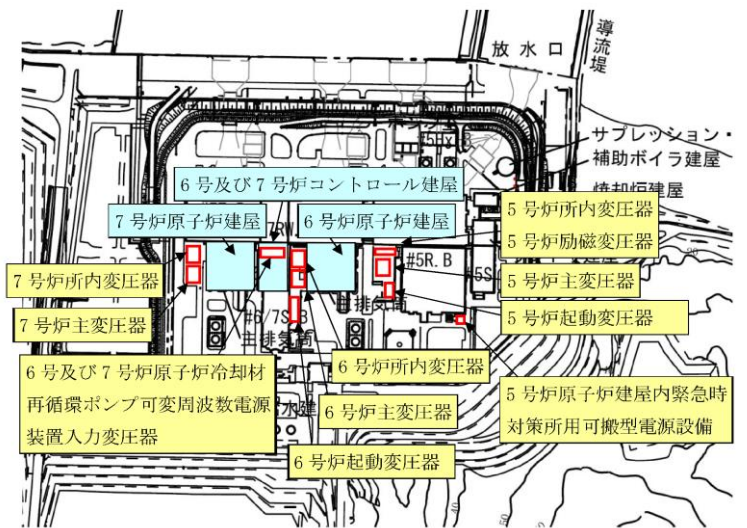 放水口
導流堤
サプレッション・
補助ボイラ建屋
焼却炉建屋
6号及び7号炉コントロール建屋
7号炉原子炉建屋
6号炉原子炉建屋
5号炉所内変圧器
5号炉励磁変圧器
#5R.B
7号炉所内変圧器
5号炉主変圧器
7号炉主変圧器
5号炉起動変圧器
主排気筒
#6/7S/B
主排気筒
6号及び7号炉原子炉冷却材
再循環ポンプ可変周波数電源
装置入力変圧器
6号炉所内変圧器
6号炉主変圧器
6号炉起動変圧器
5号炉原子炉建屋内緊急時
対策所用可搬型電源設備